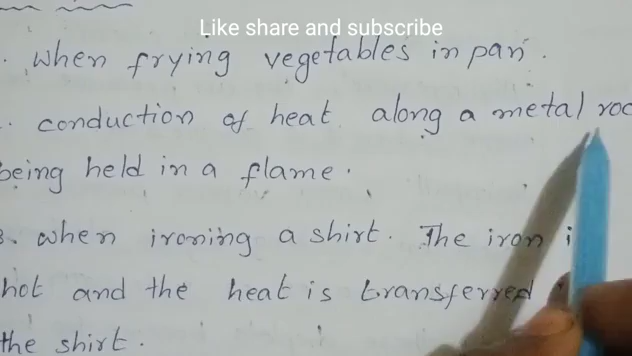 Like share and subscribe
. When frying vegetables in pan.
. conduction of heat along a metal
being held in a flame.
3. when ironing a shirt. The iron
hot and the heat is transferred
the shirt.